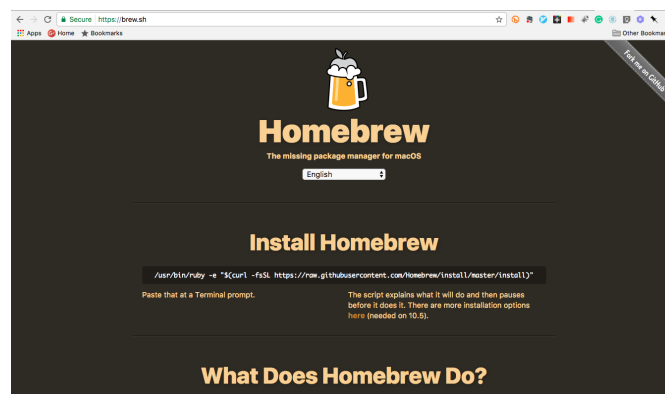 Secure https://brew.sh
Apps Home Bookmarks Other Bookmar
Fork me on GitHub
Homebrew
The missing package manager for macOS
English
Install Homebrew
/usr/bin/ruby -e "$(curl -fsSL https://raw.githubusercontent.com/Homebrew/install/master/install)"
Paste that at a Terminal prompt.
The script explains what it will do and then pauses
before it does it. There are more installation options
here (needed on 10.5).
What Does Homebrew Do?